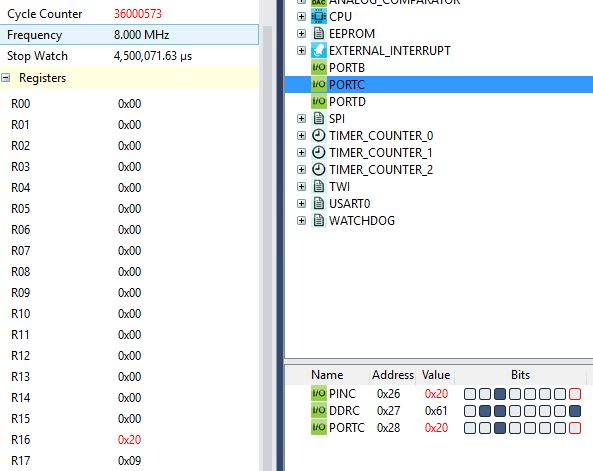 Cycle Counter 36000573
Frequency 8.000 MHz
Stop Watch 4,500,071.63 µs
Registers
R00 0x00
R01 0x00
R02 0x00
R03 0x00
R04 0x00
R05 0x00
R06 0x00
R07 0x00
R08 0x00
R09 0x00
R10 0x00
R11 0x00
R12 0x00
R13 0x00
R14 0x00
R15 0x00
R16 0x20
R17 0x09
DAC ANALOG_COMPARATOR
CPU
EEPROM
EXTERNAL_INTERRUPT
I/O PORTB
I/O PORTC
I/O PORTD
SPI
TIMER_COUNTER_0
TIMER_COUNTER_1
TIMER_COUNTER_2
TWI
USART0
WATCHDOG
Name Address Value Bits
I/O PINC 0x26 0x20
I/O DDRC 0x27 0x61
I/O PORTC 0x28 0x20